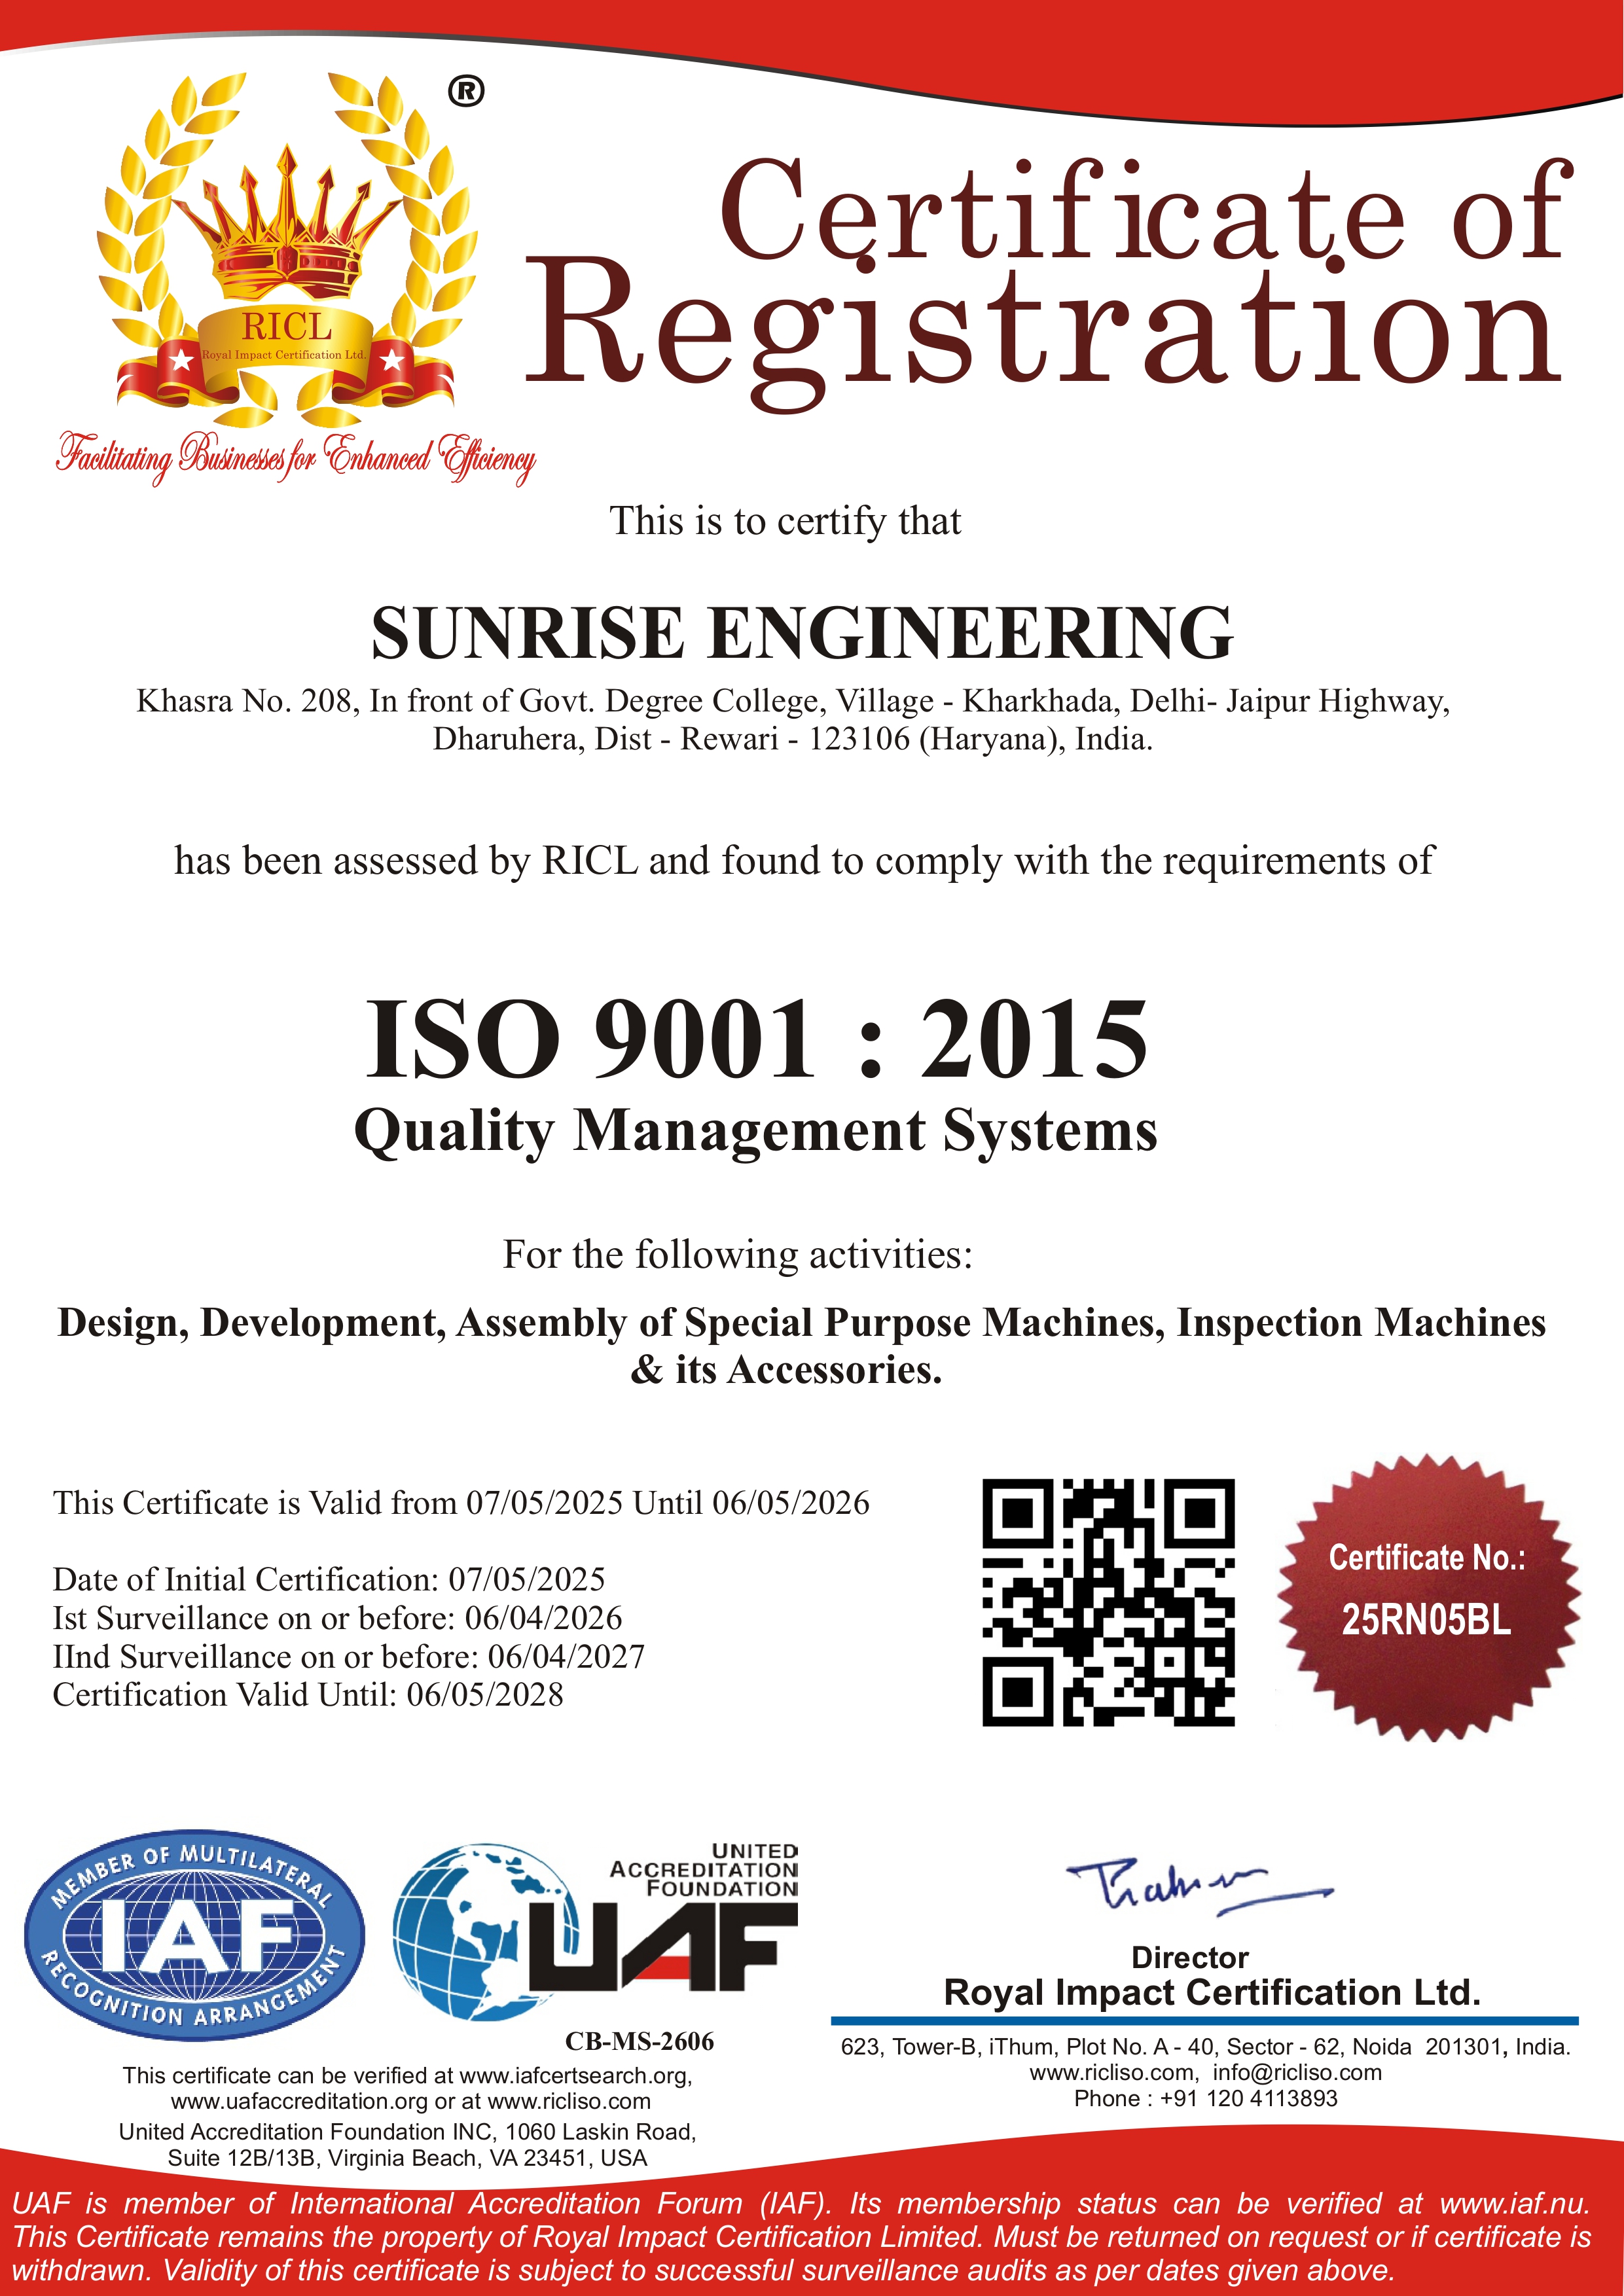 ®
Certificate of
Registration
RICL
Royal Impact Certification Ltd.
Facilitating Businesses for Enhanced Efficiency
This is to certify that
SUNRISE ENGINEERING
Khasra No. 208, In front of Govt. Degree College, Village - Kharkhada, Delhi- Jaipur Highway,
Dharuhera, Dist - Rewari - 123106 (Haryana), India.
has been assessed by RICL and found to comply with the requirements of
ISO 9001 : 2015
Quality Management Systems
For the following activities:
Design, Development, Assembly of Special Purpose Machines, Inspection Machines
& its Accessories.
This Certificate is Valid from 07/05/2025 Until 06/05/2026
Date of Initial Certification: 07/05/2025
Ist Surveillance on or before: 06/04/2026
IInd Surveillance on or before: 06/04/2027
Certification Valid Until: 06/05/2028
Certificate No.:
25RN05BL
MEMBER OF MULTILATERAL
IAF
RECOGNITION ARRANGEMENT
UNITED
ACCREDITATION
FOUNDATION
UAF
CB-MS-2606
This certificate can be verified at www.iafcertsearch.org,
www.uafaccreditation.org or at www.ricliso.com
United Accreditation Foundation INC, 1060 Laskin Road,
Suite 12B/13B, Virginia Beach, VA 23451, USA
Director
Royal Impact Certification Ltd.
623, Tower-B, iThum, Plot No. A - 40, Sector - 62, Noida 201301, India.
www.ricliso.com, info@ricliso.com
Phone : +91 120 4113893
UAF is member of International Accreditation Forum (IAF). Its membership status can be verified at www.iaf.nu.
This Certificate remains the property of Royal Impact Certification Limited. Must be returned on request or if certificate is
withdrawn. Validity of this certificate is subject to successful surveillance audits as per dates given above.